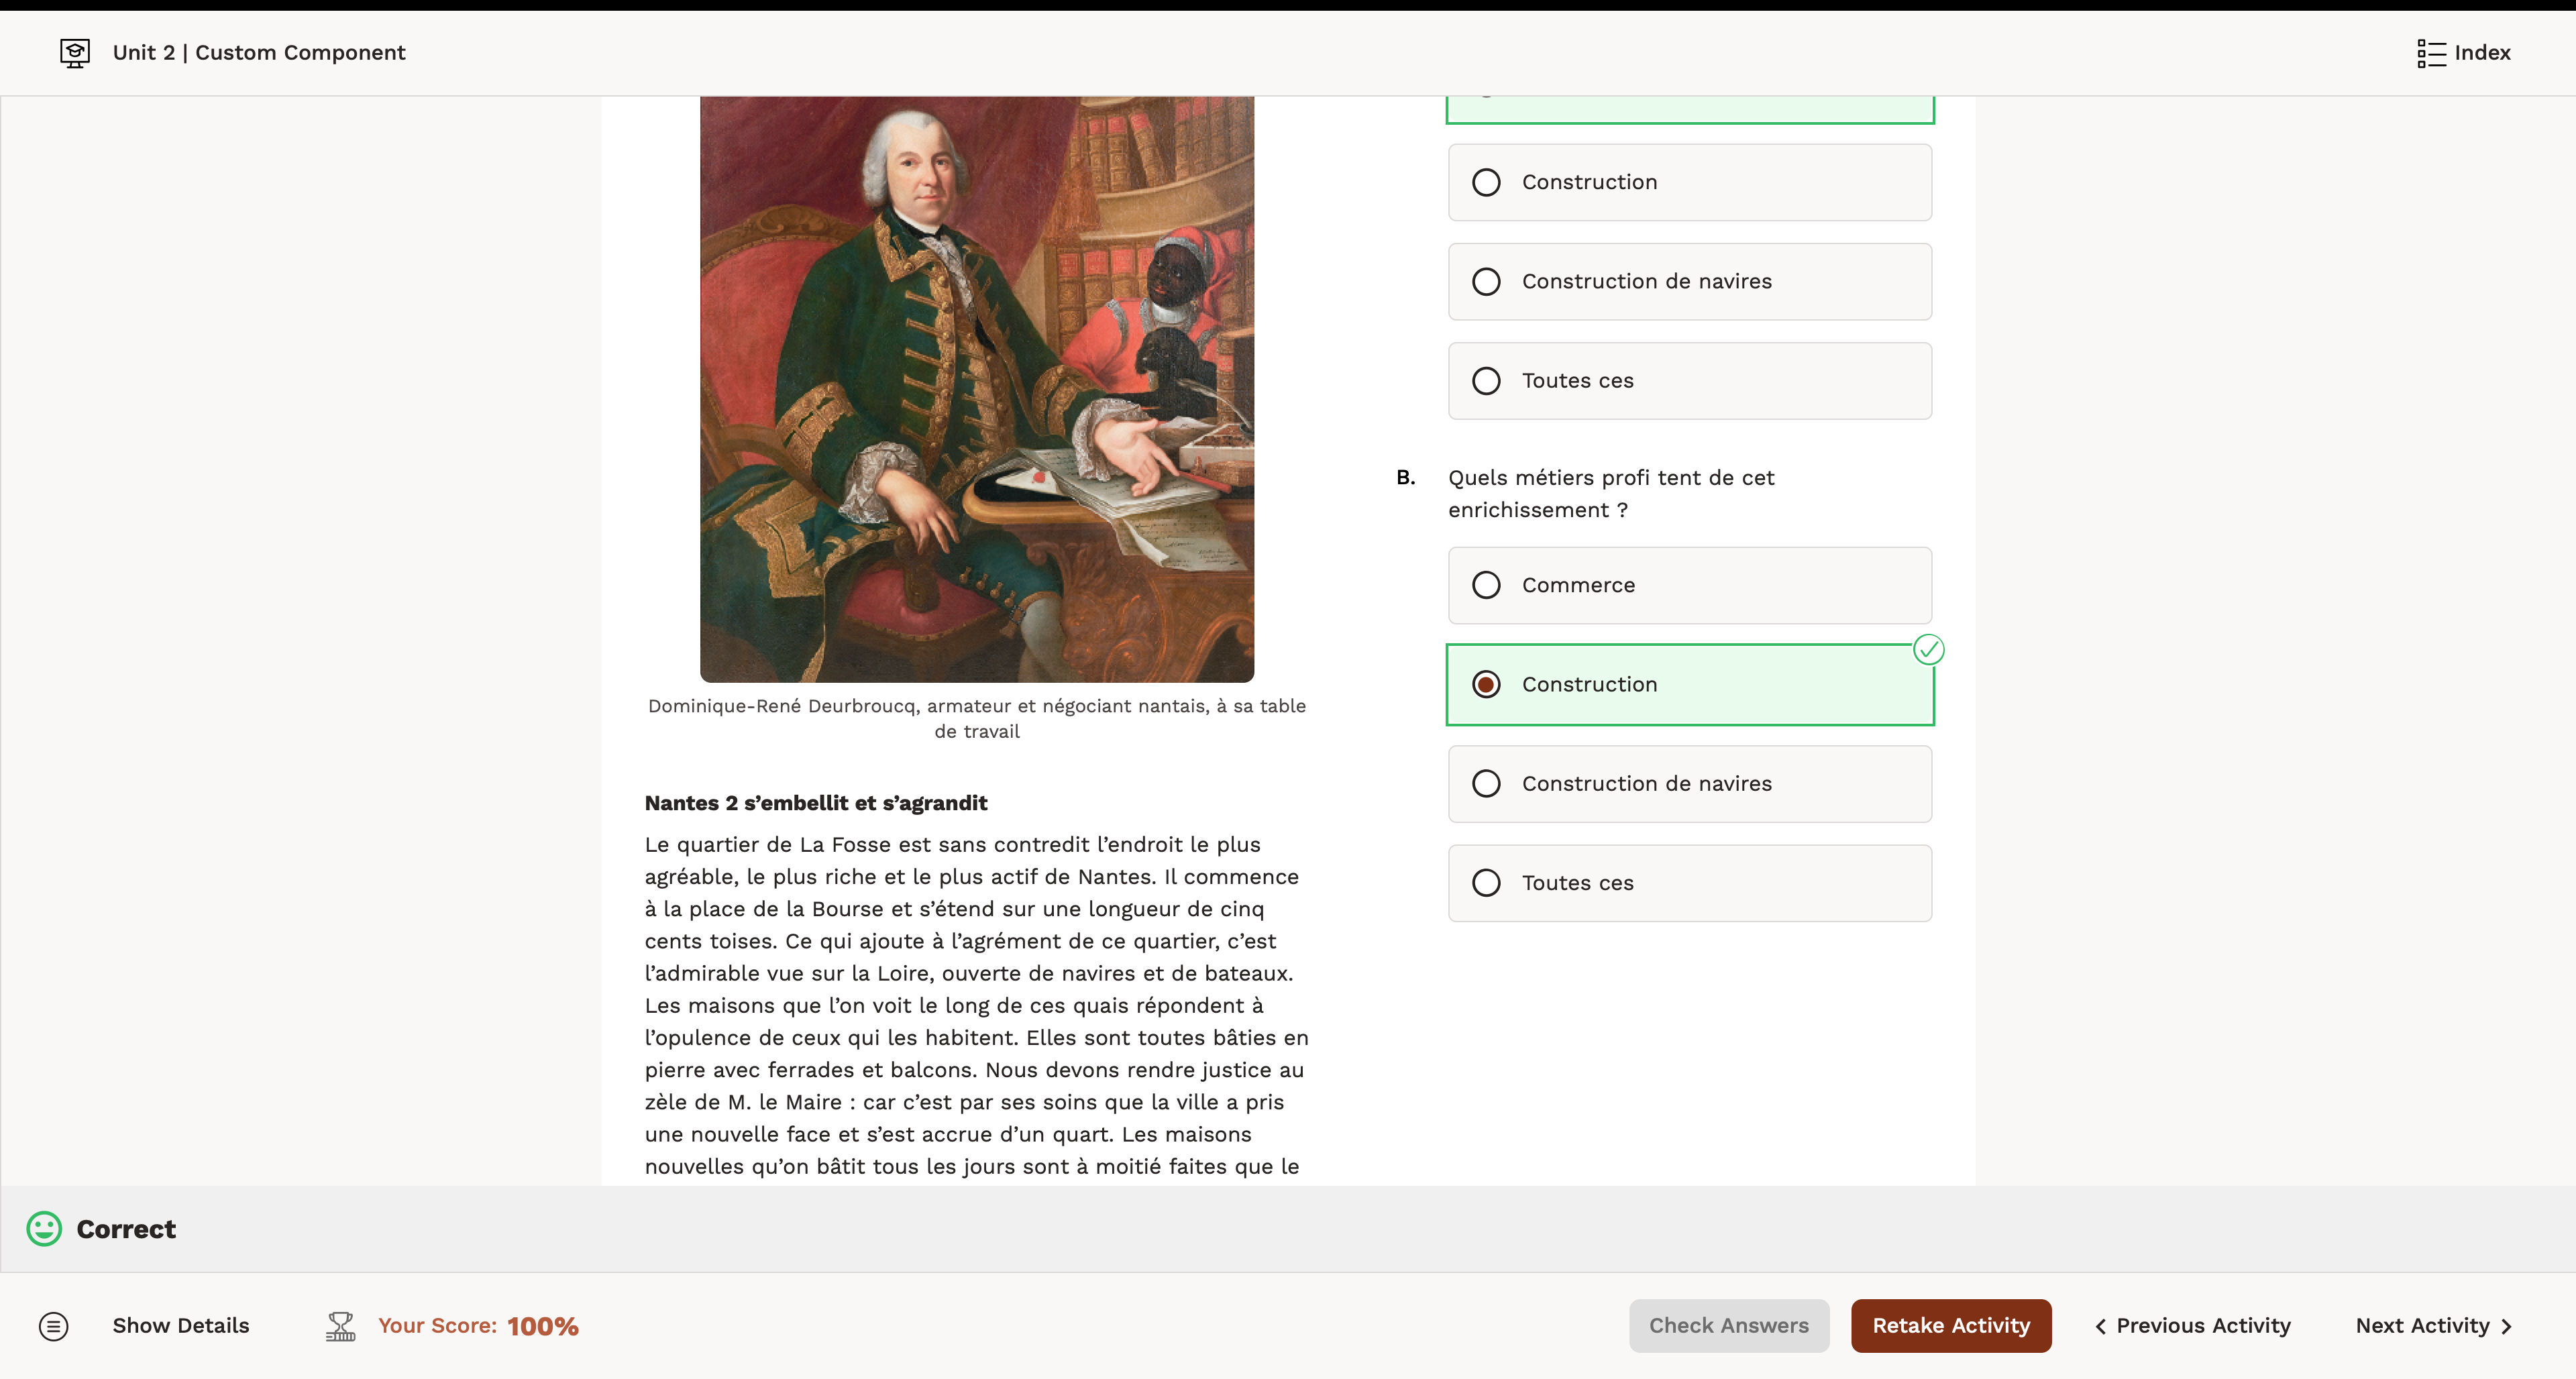 Unit 2 | Custom Component
Index
Dominique-René Deurbroucq, armateur et négociant nantais, à sa table
de travail
Nantes 2 s’embellit et s’agrandit
Le quartier de La Fosse est sans contredit l’endroit le plus
agréable, le plus riche et le plus actif de Nantes. Il commence
à la place de la Bourse et s’étend sur une longueur de cinq
cents toises. Ce qui ajoute à l’agrément de ce quartier, c’est
l’admirable vue sur la Loire, ouverte de navires et de bateaux.
Les maisons que l’on voit le long de ces quais répondent à
l’opulence de ceux qui les habitent. Elles sont toutes bâties en
pierre avec ferrades et balcons. Nous devons rendre justice au
zèle de M. le Maire : car c’est par ses soins que la ville a pris
une nouvelle face et s’est accrue d’un quart. Les maisons
nouvelles qu’on bâtit tous les jours sont à moitié faites que le
Construction
Construction de navires
Toutes ces
B. Quels métiers profi tent de cet
enrichissement ?
Commerce
Construction
Construction de navires
Toutes ces
Correct
Show Details
Your Score: 100%
Check Answers
Retake Activity
Previous Activity
Next Activity